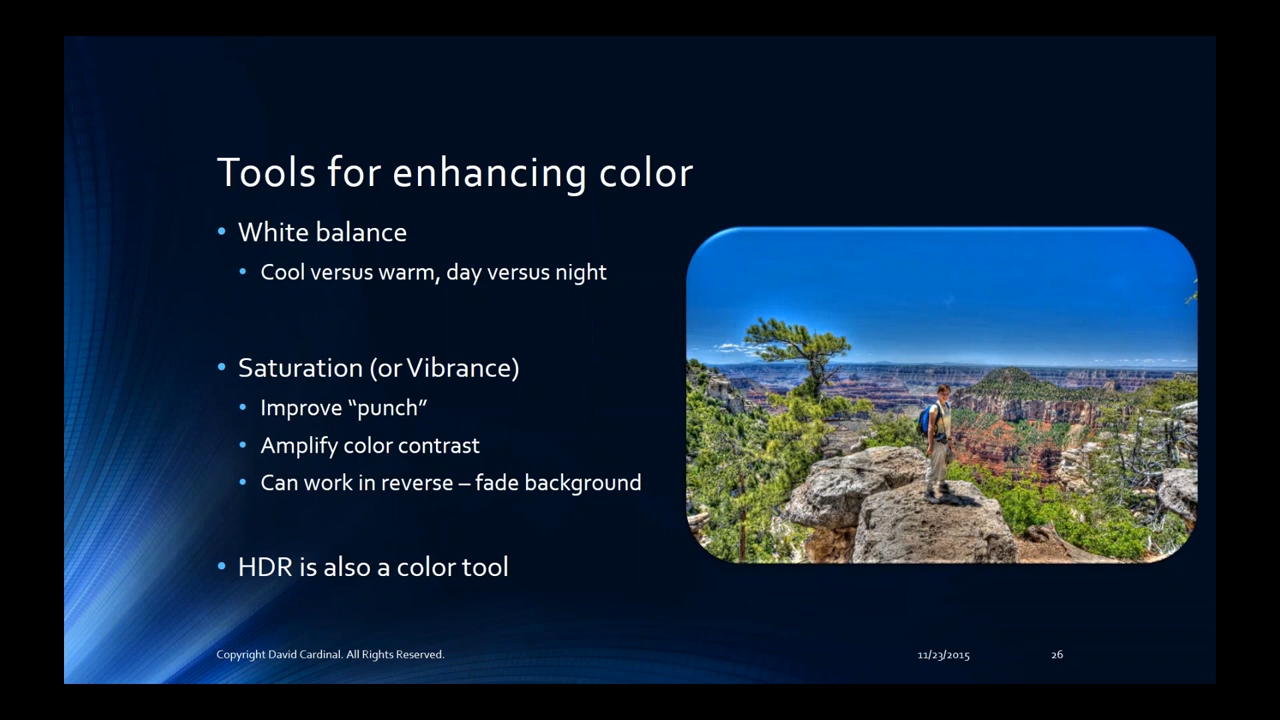 Tools for enhancing color
• White balance
• Cool versus warm, day versus night
• Saturation (or Vibrance)
• Improve “punch”
• Amplify color contrast
• Can work in reverse – fade background
• HDR is also a color tool
Copyright David Cardinal. All Rights Reserved. 11/23/2015 26